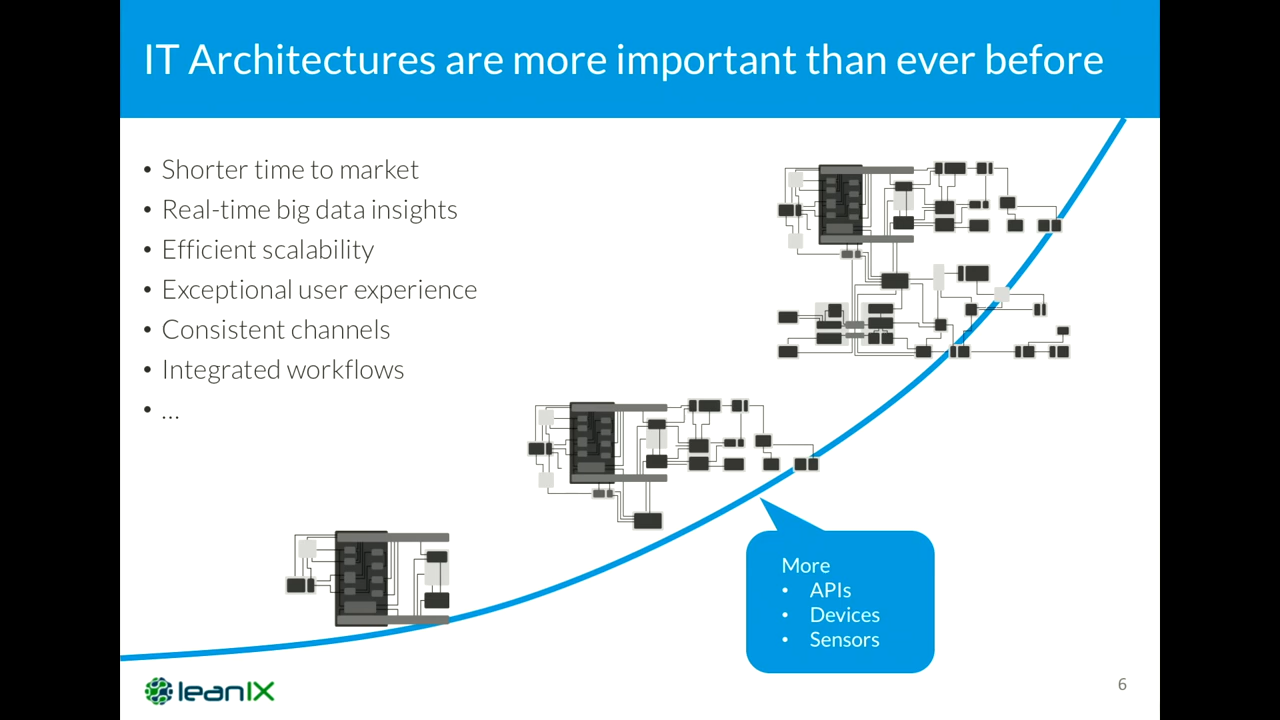 IT Architectures are more important than ever before
• Shorter time to market
• Real-time big data insights
• Efficient scalability
• Exceptional user experience
• Consistent channels
• Integrated workflows
• ...
More
• APIs
• Devices
• Sensors
leanIX
6